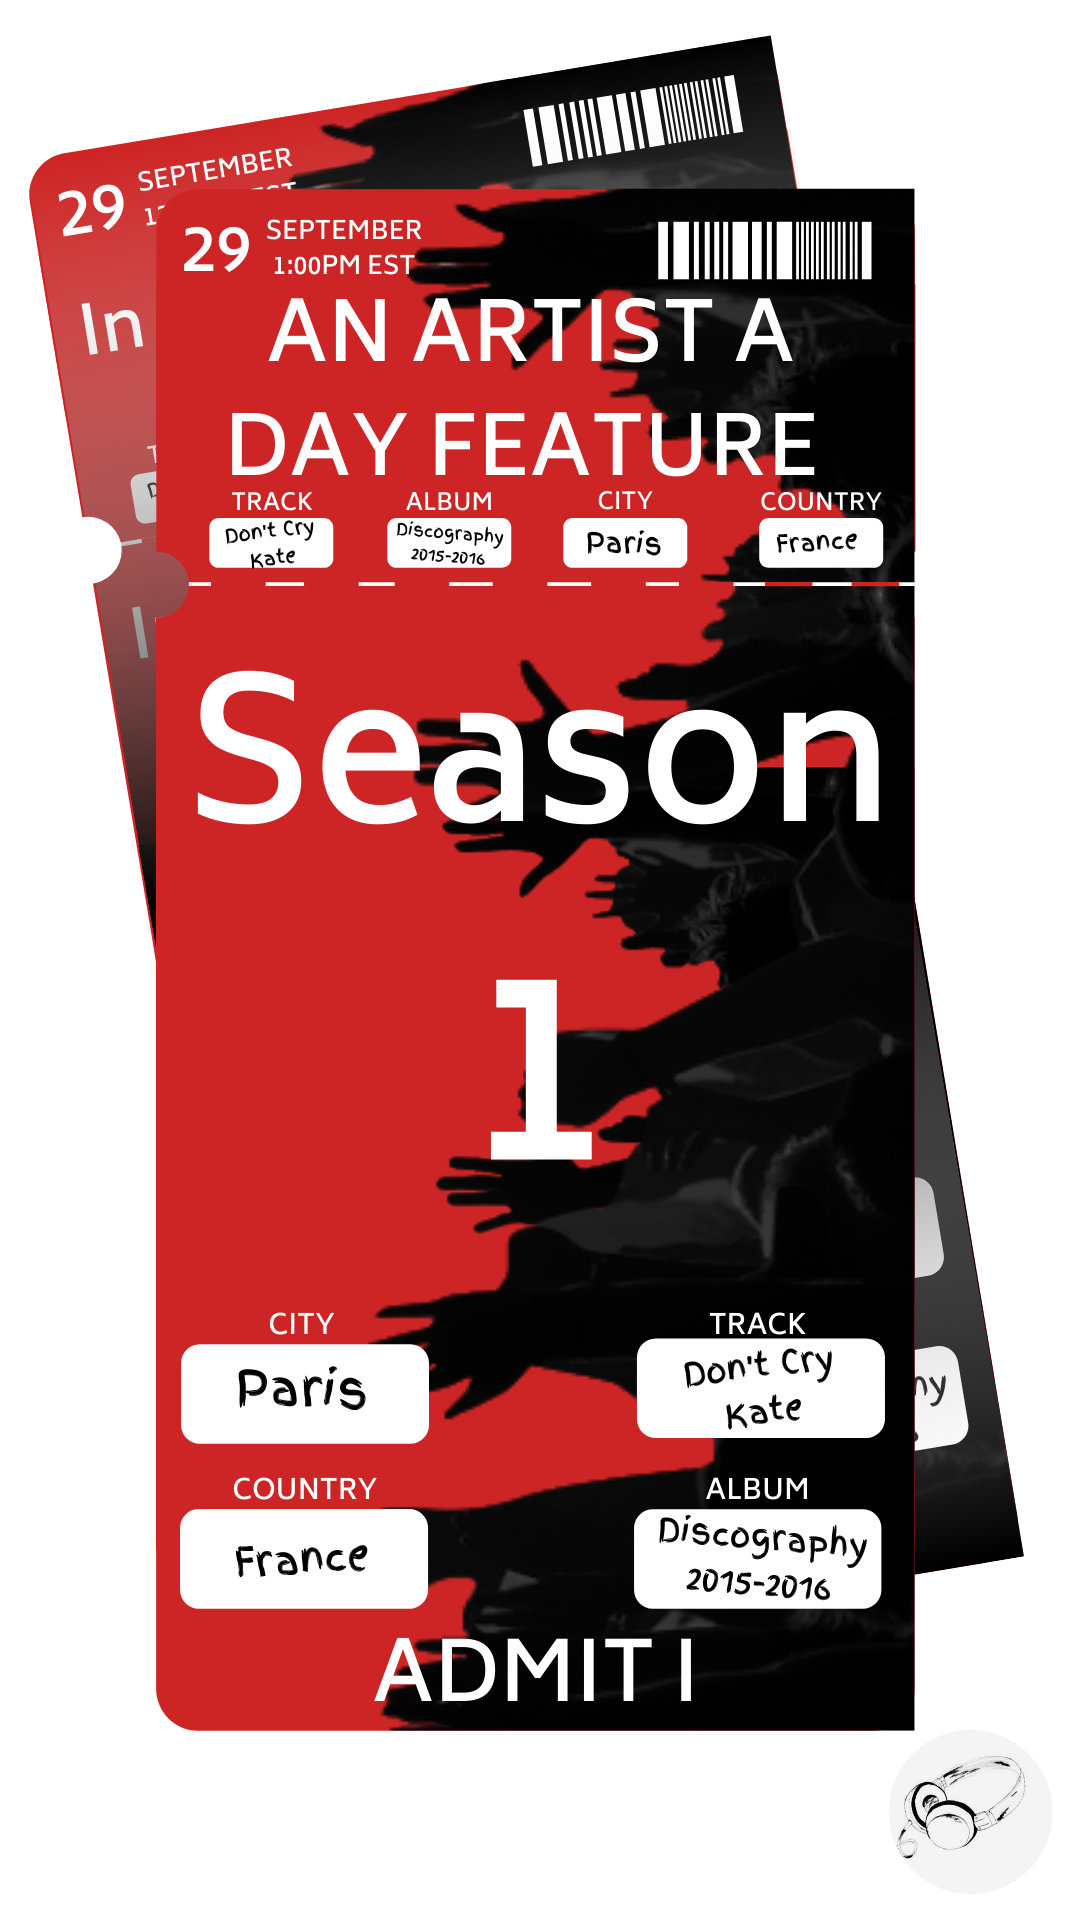 29 SEPTEMBER
29 SEPTEMBER
1:00PM EST
In
AN ARTIST A
DAY FEATURE
TRACK ALBUM CITY COUNTRY
Don't Cry
Kate
Discography
2015-2016
Paris
France
Season
1
CITY
Paris
TRACK
Don't Cry
Kate
COUNTRY
France
ALBUM
Discography
2015-2016
ADMIT I